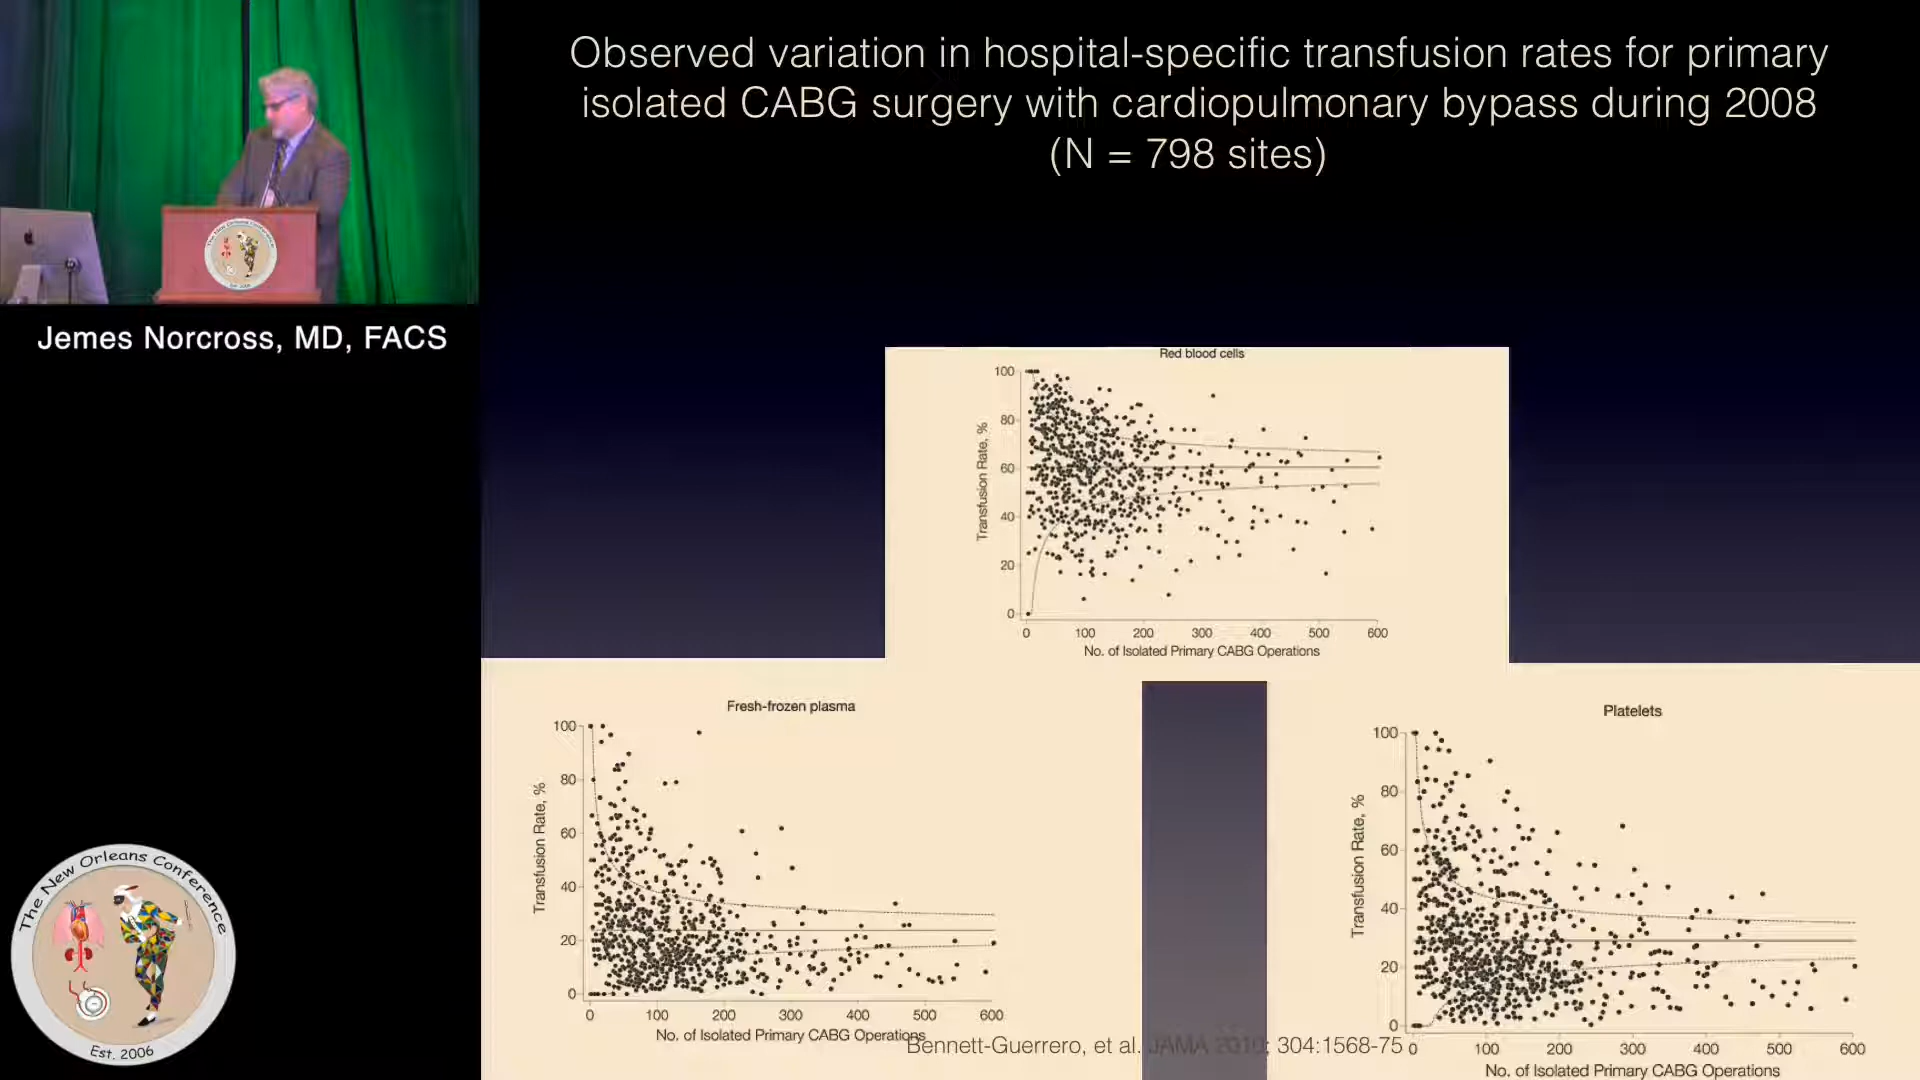 Observed variation in hospital-specific transfusion rates for primary
isolated CABG surgery with cardiopulmonary bypass during 2008
(N = 798 sites)
Jemes Norcross, MD, FACS
Red blood cells
Transfusion Rate, %
100
80
60
40
20
0
0 100 200 300 400 500 600
No. of Isolated Primary CABG Operations
Fresh-frozen plasma
Transfusion Rate, %
100
80
60
40
20
0
0 100 200 300 400 500 600
No. of Isolated Primary CABG Operations
Platelets
Transfusion Rate, %
100
80
60
40
20
0
0 100 200 300 400 500 600
No. of Isolated Primary CABG Operations
Bennett-Guerrero, et al. JAMA 2010; 304:1568-75
The New Orleans Conference
Est. 2006